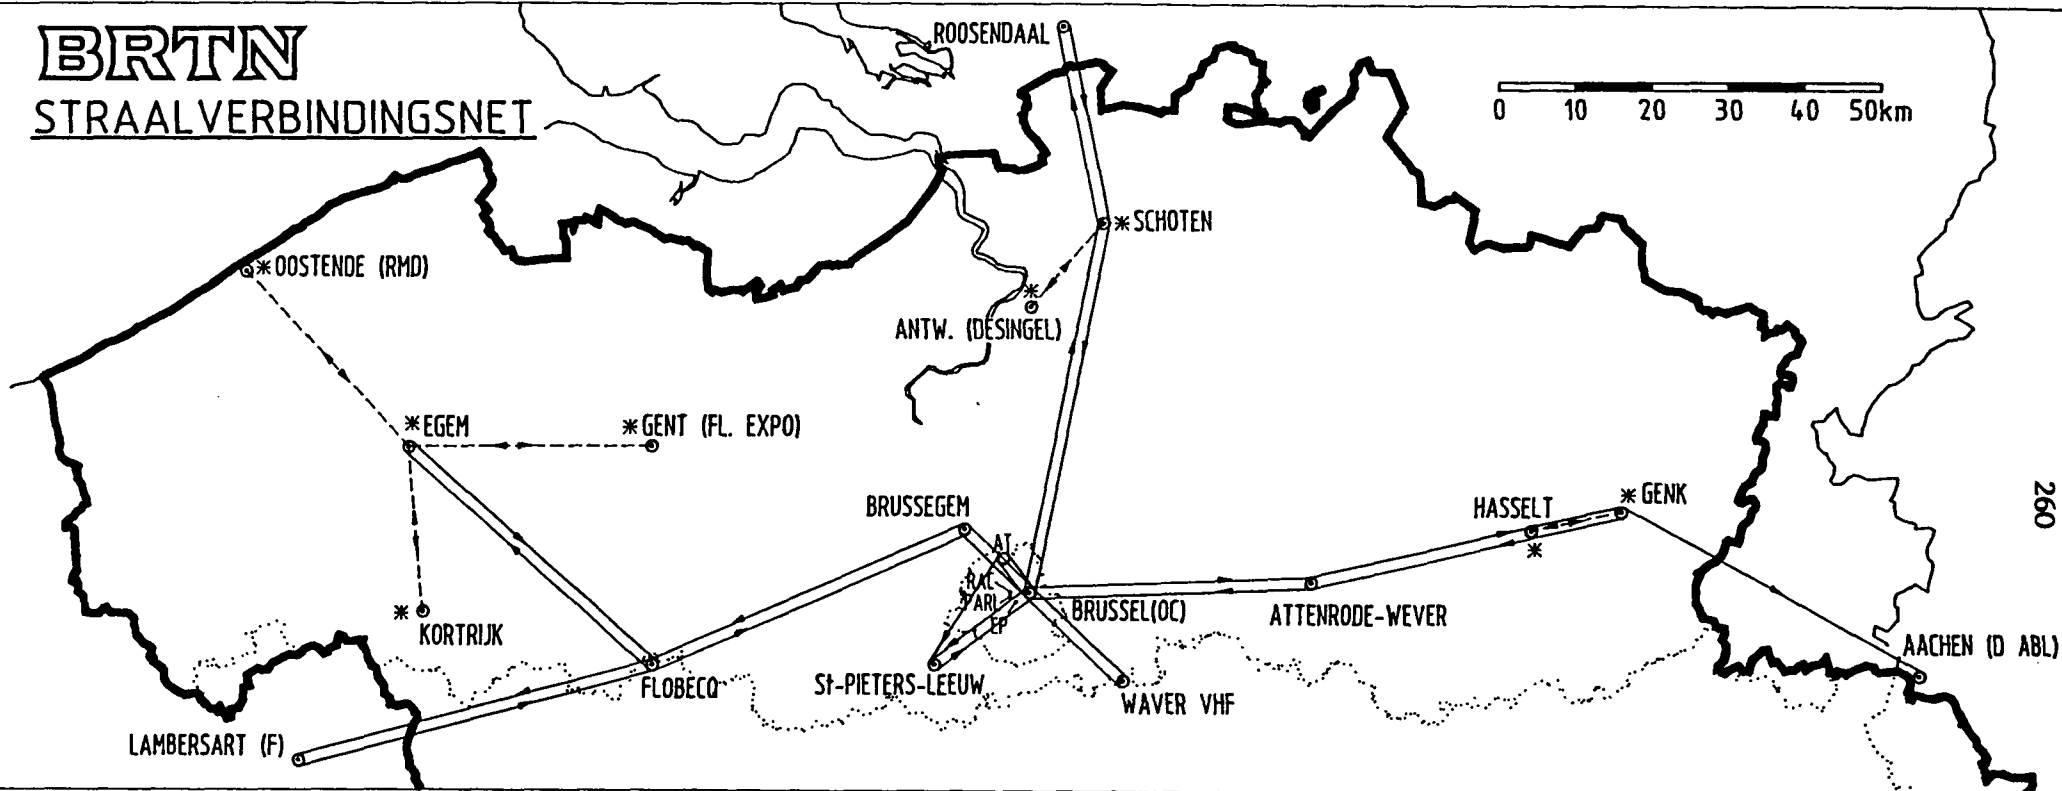 BRTN
STRAALVERBINDINGSNET
ROOSENDAAL
0 10 20 30 40 50km
*SCHOTEN
*OOSTENDE (RMD)
*
ANTW. (DESINGEL)
*EGEM
*GENT (FL. EXPO)
BRUSSEGEM
HASSELT
*
*GENK
260
AT
RAC
*PARL
EP
BRUSSEL(OC)
ATTENRODE-WEVER
*
KORTRIJK
AACHEN (D ABL)
FLOBECQ
St-PIETERS-LEEUW
WAVER VHF
LAMBERSART (F)